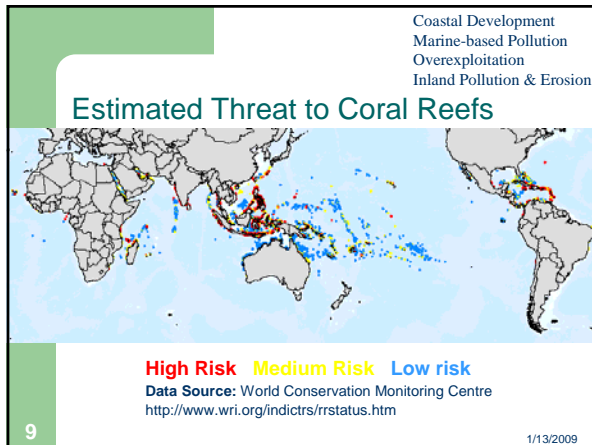 Coastal Development
Marine-based Pollution
Overexploitation
Inland Pollution & Erosion
Estimated Threat to Coral Reefs
High Risk Medium Risk Low risk
Data Source: World Conservation Monitoring Centre
http://www.wri.org/indictrs/rrstatus.htm
9
1/13/2009